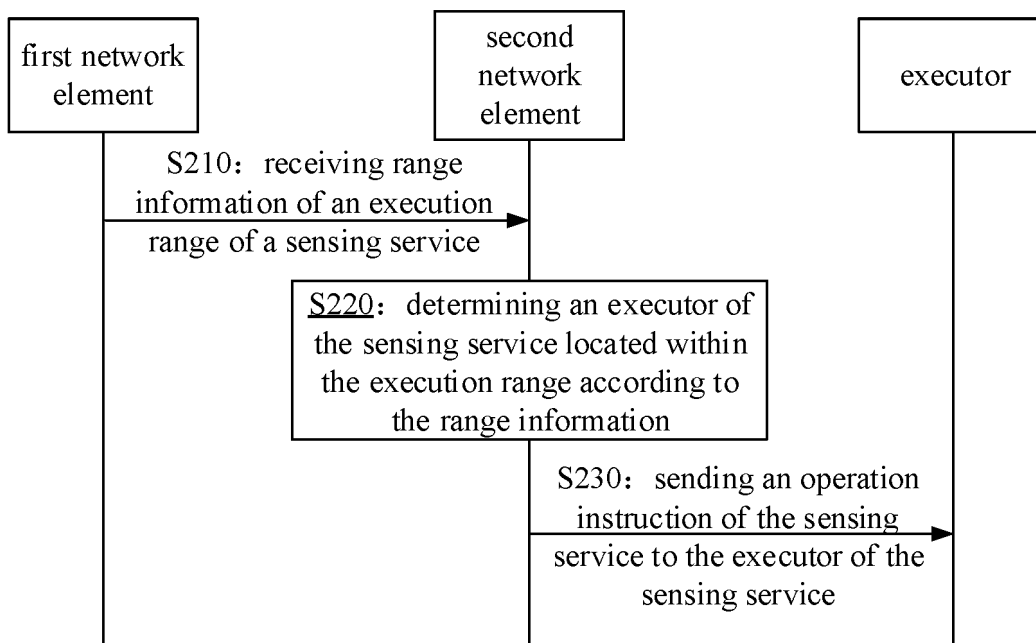 first network
element
second
network
element
executor
S210：receiving range
information of an execution
range of a sensing service
S220：determining an executor of
the sensing service located within
the execution range according to
the range information
S230：sending an operation
instruction of the sensing
service to the executor of the
sensing service